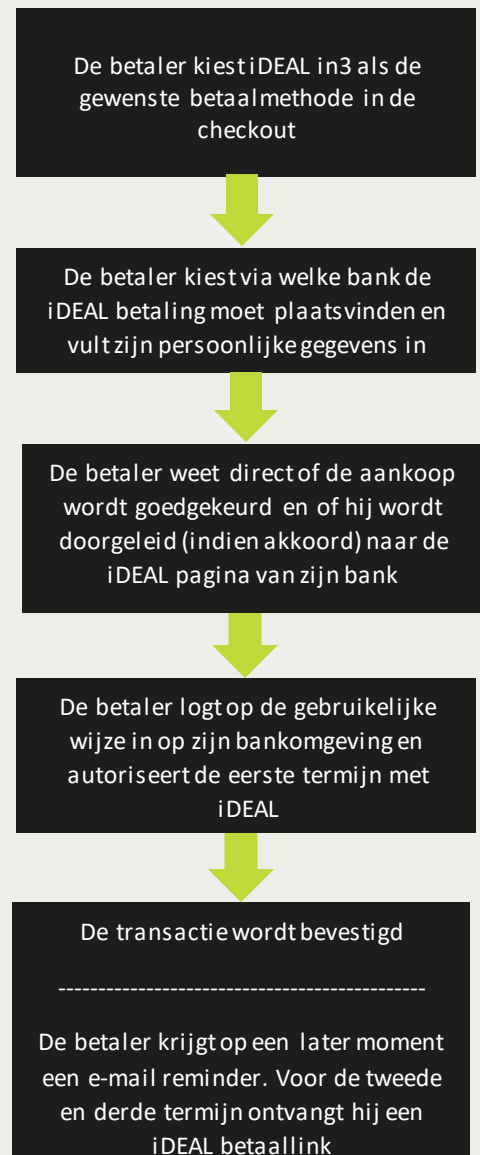 De betaler kiest iDEAL in3 als de
gewenste betaalmethode in de
checkout
De betaler kiest via welke bank de
iDEAL betaling moet plaatsvinden en
vult zijn persoonlijke gegevens in
De betaler weet direct of de aankoop
wordt goedgekeurd en of hij wordt
doorgeleid (indien akkoord) naar de
iDEAL pagina van zijn bank
De betaler logt op de gebruikelijke
wijze in op zijn bankomgeving en
autoriseert de eerste termijn met
iDEAL
De transactie wordt bevestigd
----------------------------------------------
De betaler krijgt op een later moment
een e-mail reminder. Voor de tweede
en derde termijn ontvangt hij een
iDEAL betaallink